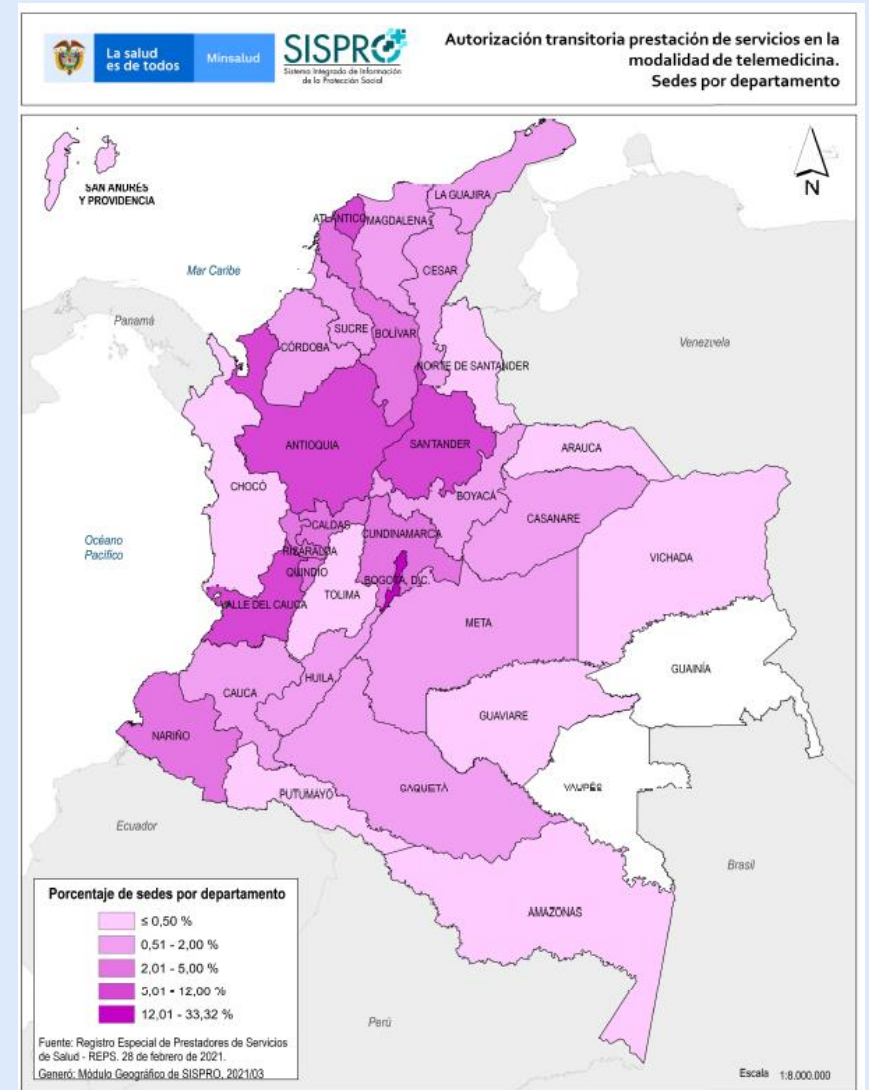 La salud
es de todos
Minsalud
SISPRO
Sistema Integrado de Información
de la Protección Social
Autorización transitoria prestación de servicios en la
modalidad de telemedicina.
Sedes por departamento
N
SAN ANDRÉS
Y PROVIDENCIA
LA GUAJIRA
ATLÁNTICO
MAGDALENA
CESAR
Mar Caribe
Panamá
SUCRE
BOLÍVAR
CÓRDOBA
Venezuela
NORTE DE SANTANDER
ANTIOQUIA
SANTANDER
ARAUCA
CHOCÓ
BOYACÁ
CASANARE
CALDAS
CUNDINAMARCA
Océano
Pacífico
RISARALDA
VICHADA
QUINDIO
BOGOTÁ, D.C.
TOLIMA
VALLE DEL CAUCA
META
GUAINÍA
HUILA
CAUCA
GUAVIARE
NARIÑO
CAQUETÁ
VAUPÉS
PUTUMAYO
Ecuador
Brasil
AMAZONAS
Perú
Porcentaje de sedes por departamento
≤ 0,50 %
0,51 - 2,00 %
2,01 - 5,00 %
5,01 - 12,00 %
12,01 - 33,32 %
Fuente: Registro Especial de Prestadores de Servicios
de Salud - REPS. 28 de febrero de 2021.
Generó: Módulo Geográfico de SISPRO, 2021/03
Escala 1:8.000.000